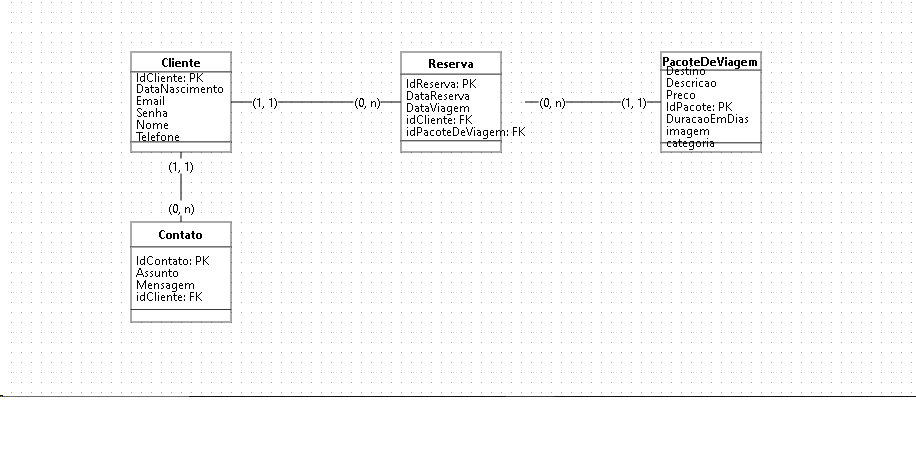 Cliente
IdCliente: PK
DataNascimento
Email
Senha
Nome
Telefone
(1, 1)
(0, n)
Reserva
IdReserva: PK
DataReserva
DataViagem
idCliente: FK
idPacoteDeViagem: FK
(0, n)
(1, 1)
PacoteDeViagem
Destino
Descricao
Preco
IdPacote: PK
DuracaoEmDias
imagem
categoria
(1, 1)
(0, n)
Contato
IdContato: PK
Assunto
Mensagem
idCliente: FK